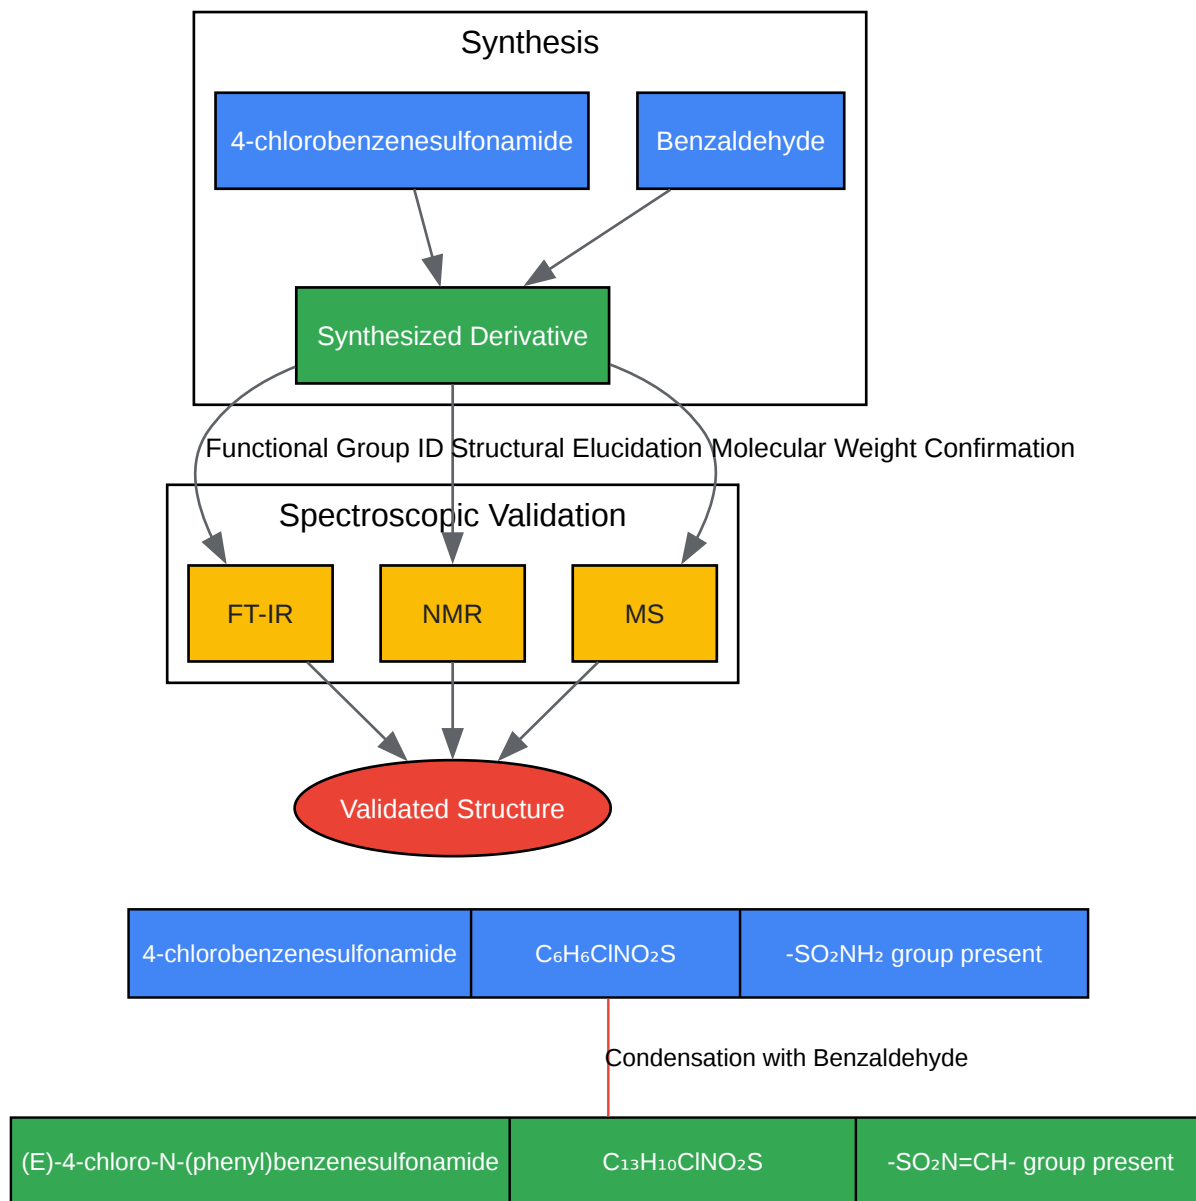 Synthesis
4-chlorobenzenesulfonamide
Benzaldehyde
Synthesized Derivative
Functional Group ID
Structural Elucidation
Molecular Weight Confirmation
Spectroscopic Validation
FT-IR
NMR
MS
Validated Structure
4-chlorobenzenesulfonamide
C₆H₆ClNO₂S
-SO₂NH₂ group present
Condensation with Benzaldehyde
(E)-4-chloro-N-(phenyl)benzenesulfonamide
C₁₃H₁₀ClNO₂S
-SO₂N=CH- group present